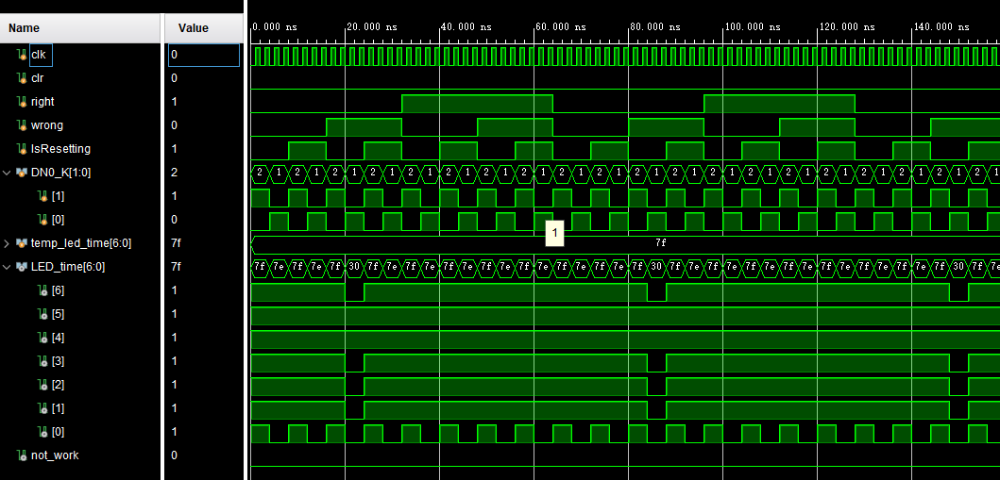 Name Value
0.000 ns 20.000 ns 40.000 ns 60.000 ns 80.000 ns 100.000 ns 120.000 ns 140.000 ns
clk 0
clr 0
right 1
wrong 0
IsResetting 1
DN0_K[1:0] 2 2 1 2 1 2 1 2 1 2 1 2 1 2 1 2 1 2 1 2 1 2 1 2 1 2 1 2 1 2 1 2 1 2 1 2 1 2 1 2 1
[1] 1
[0] 0
1
temp_led_time[6:0] 7f 7f
LED_time[6:0] 7f 7f 7e 7f 7e 7f 30 7f 7e 7f 7e 7f 7e 7f 7e 7f 7e 7f 7e 7f 7e 7f 30 7f 7e 7f 7e 7f 7e 7f 7e 7f 7e 7f 7e 7f 7e 7f 30 7f 7e
[6] 1
[5] 1
[4] 1
[3] 1
[2] 1
[1] 1
[0] 1
not_work 0